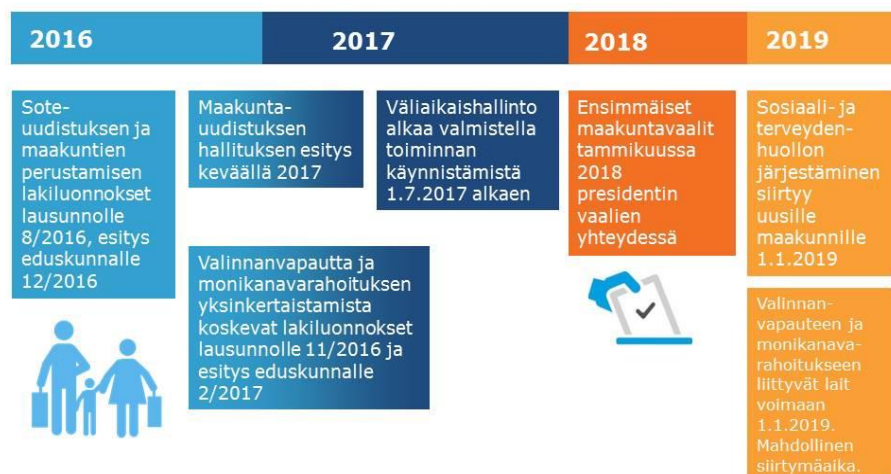 2016
2017
2018
2019
Sote-
uudistuksen ja
maakuntien
perustamisen
lakiluonnokset
lausunnolle
8/2016, esitys
eduskunnalle
12/2016
Maakunta-
uudistuksen
hallituksen esitys
keväällä 2017
Väliaikaishallinto
alkaa valmistella
toiminnan
käynnistämistä
1.7.2017 alkaen
Ensimmäiset
maakuntavaalit
tammikuussa
2018
presidentin
vaalien
yhteydessä
Sosiaali- ja
terveyden-
huollon
järjestäminen
siirtyy
uusille
maakunnille
1.1.2019
Valinnanvapautta ja
monikanavarahoituksen
yksinkertaistamista
koskevat lakiluonnokset
lausunnolle 11/2016 ja
esitys eduskunnalle
2/2017
Valinnan-
vapauteen ja
monikanava-
rahoitukseen
liittyvät lait
voimaan
1.1.2019.
Mahdollinen
siirtymäaika.